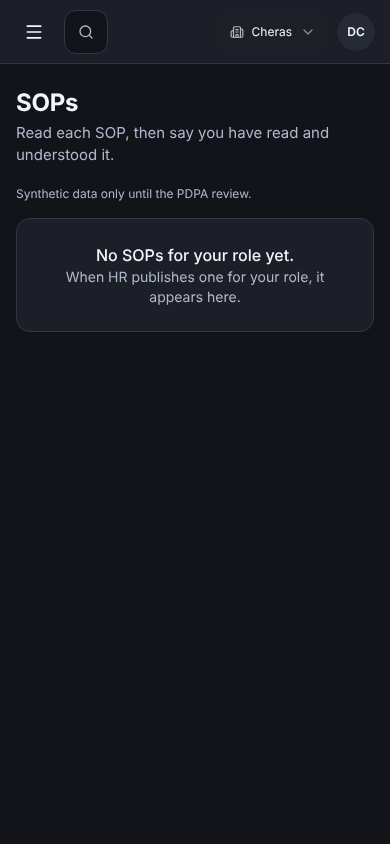 Cheras
DC
SOPs
Read each SOP, then say you have read and
understood it.
Synthetic data only until the PDPA review.
No SOPs for your role yet.
When HR publishes one for your role, it
appears here.